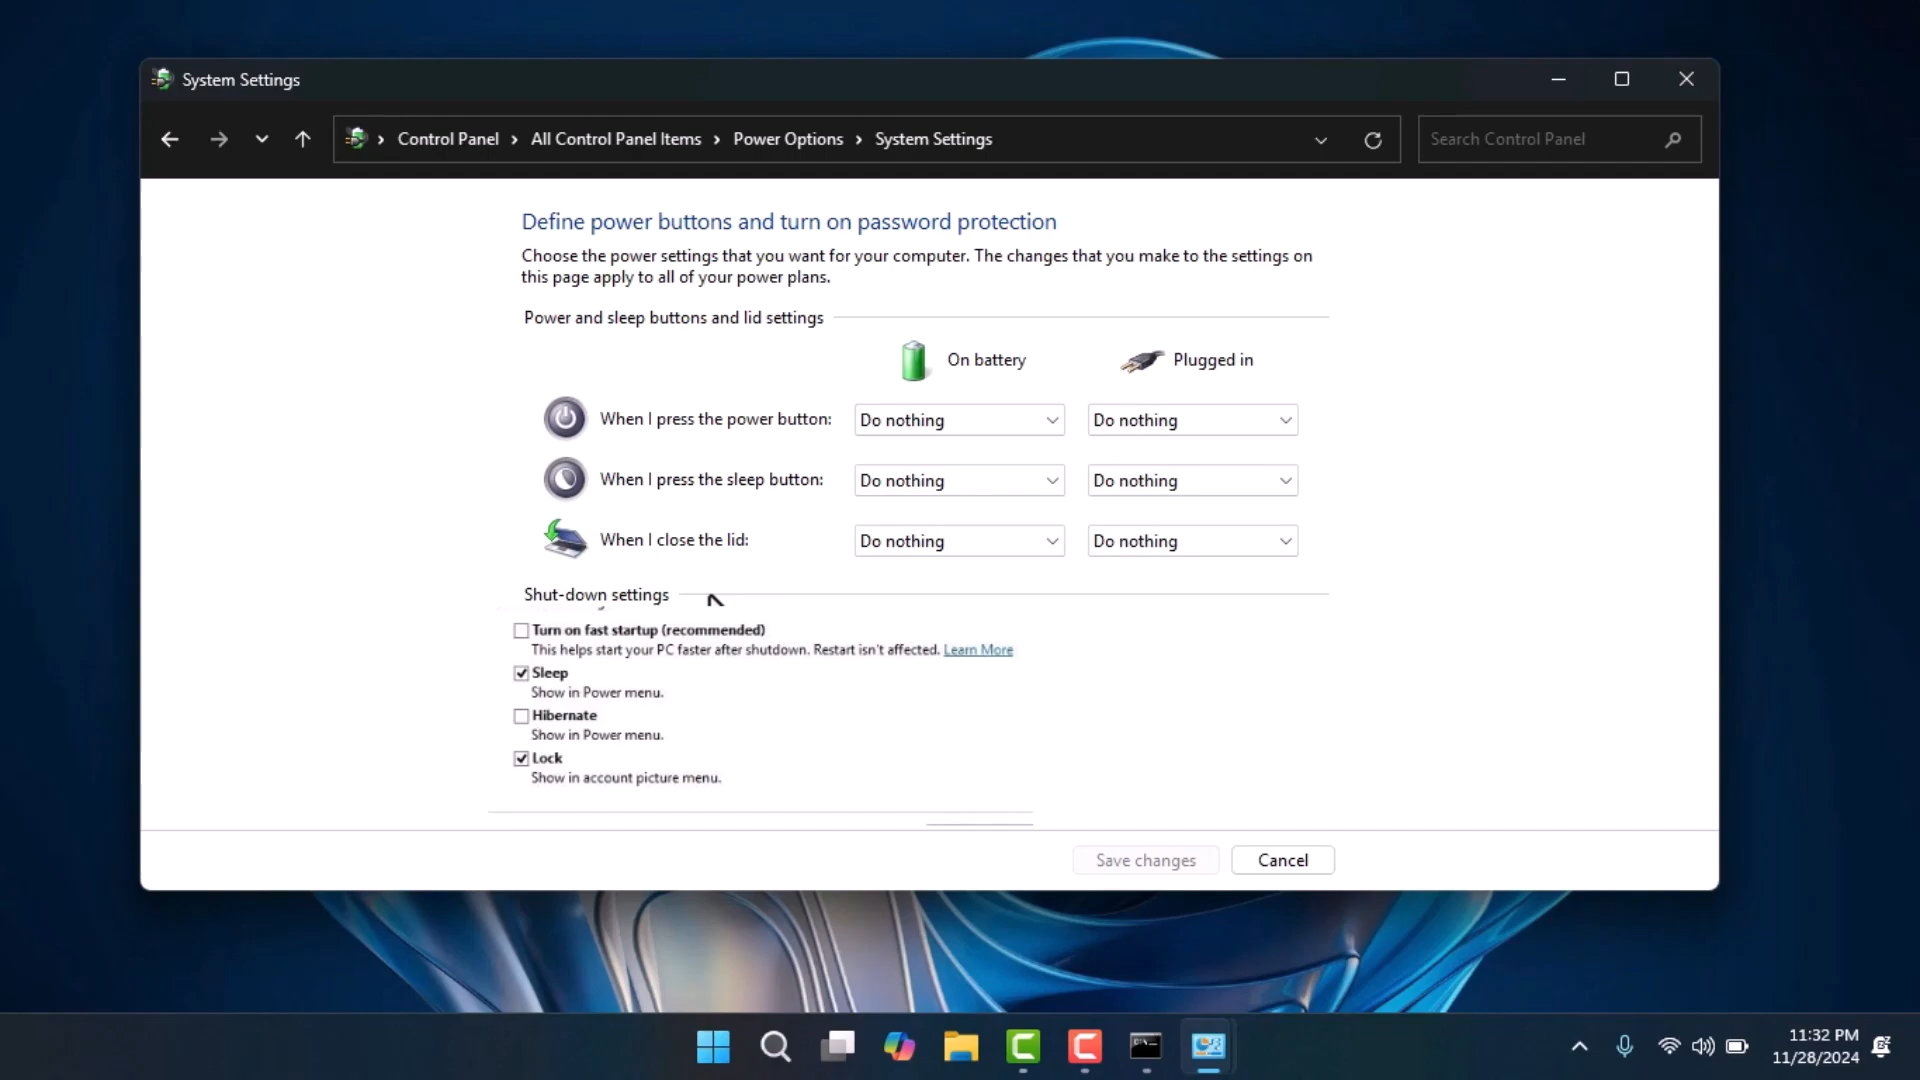 System Settings
Control Panel > All Control Panel Items > Power Options > System Settings
Search Control Panel
Define power buttons and turn on password protection
Choose the power settings that you want for your computer. The changes that you make to the settings on
this page apply to all of your power plans.
Power and sleep buttons and lid settings
On battery
Plugged in
When I press the power button: Do nothing Do nothing
When I press the sleep button: Do nothing Do nothing
When I close the lid: Do nothing Do nothing
Shut-down settings
Turn on fast startup (recommended)
This helps start your PC faster after shutdown. Restart isn't affected. Learn More
Sleep
Show in Power menu.
Hibernate
Show in Power menu.
Lock
Show in account picture menu.
Save changes
Cancel
11:32 PM
11/28/2024